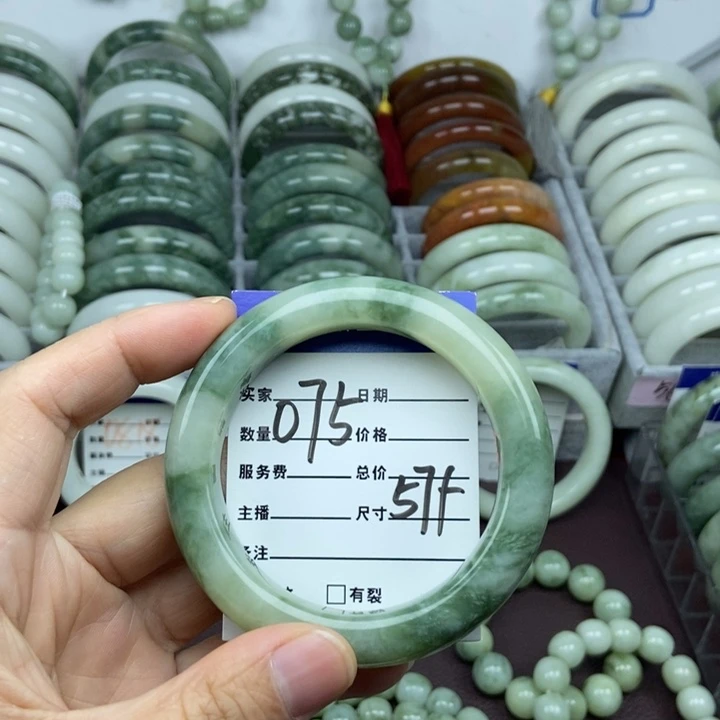 买家 日期
075
数量 价格
服务费 总价
57+
主播 尺寸
备注
□有裂